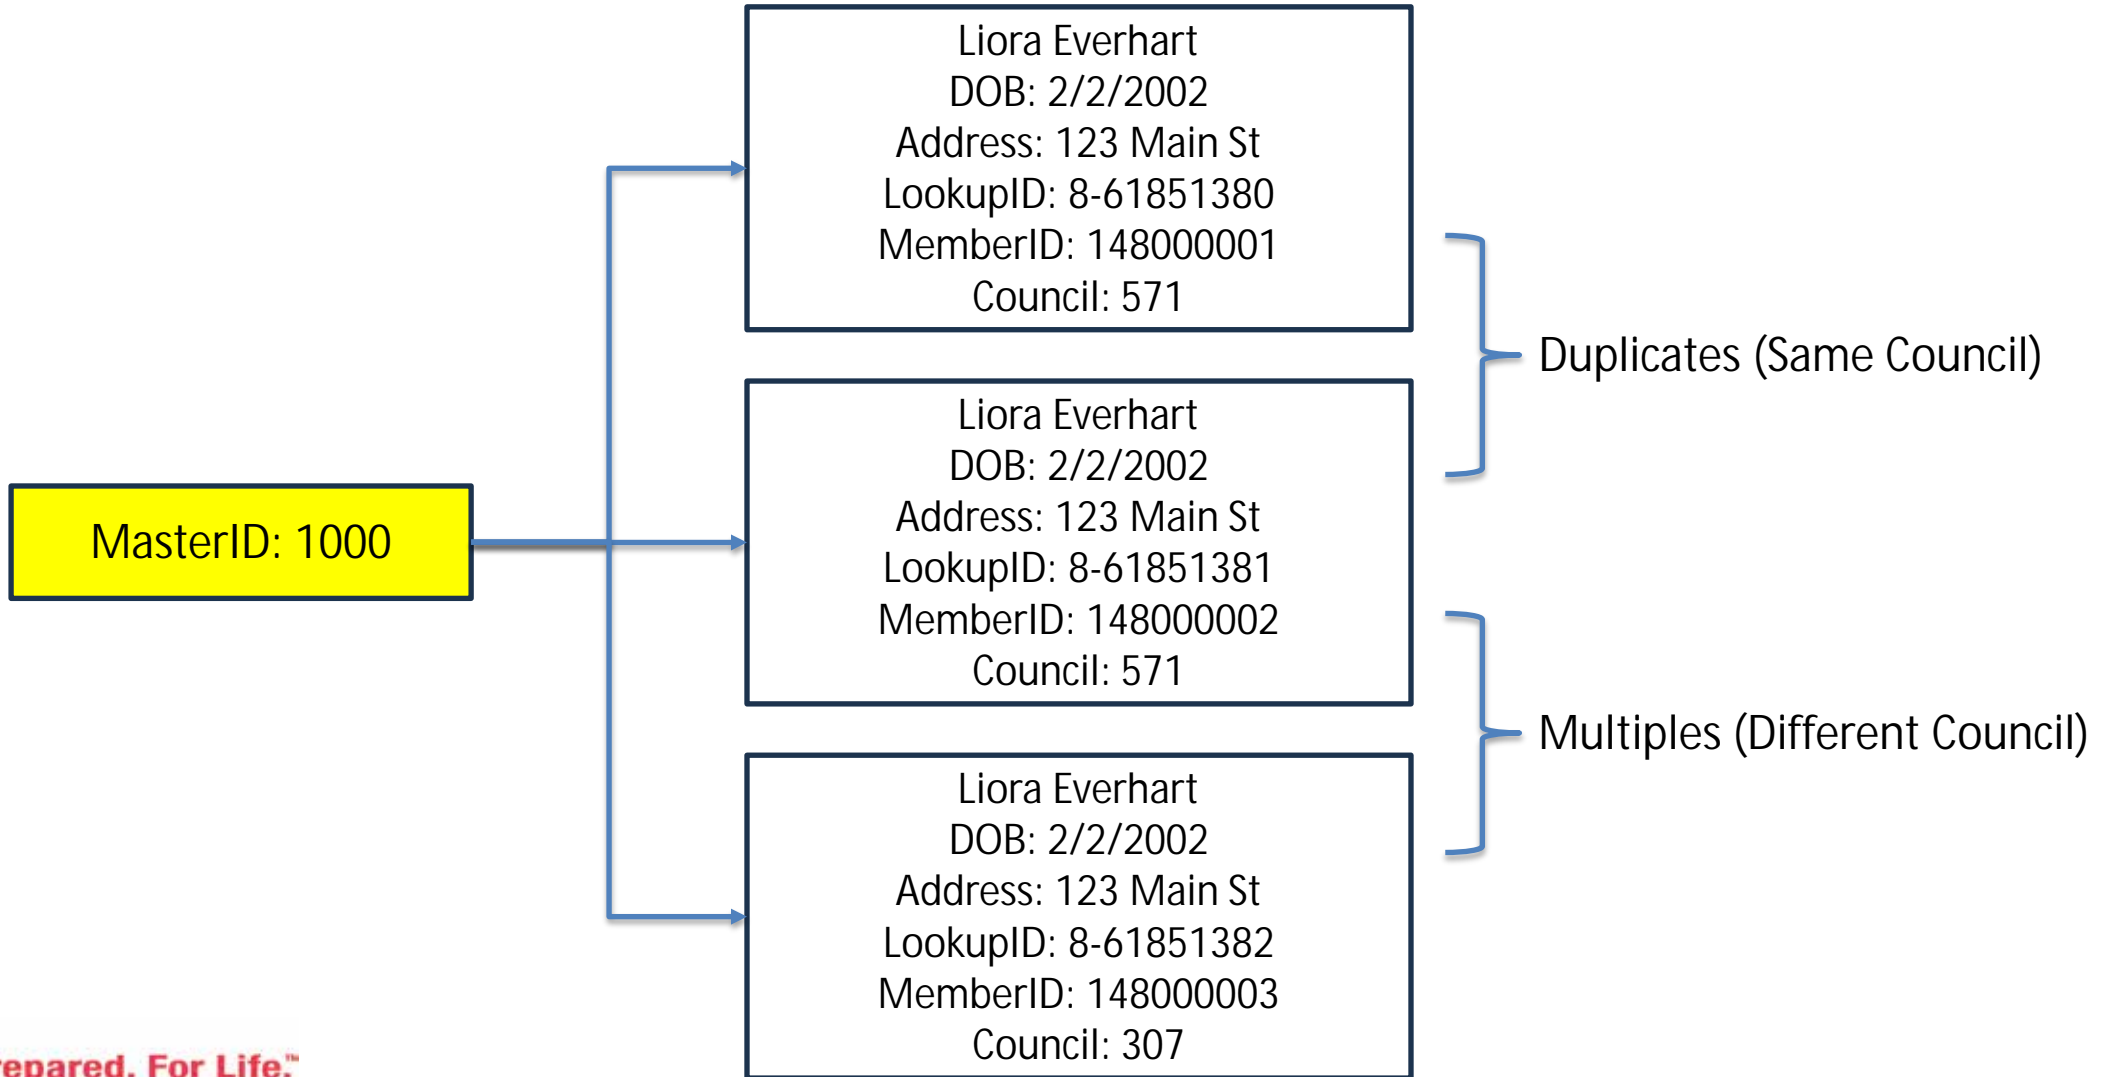 Liora Everhart
DOB: 2/2/2002
Address: 123 Main St
LookupID: 8-61851380
MemberID: 148000001
Council: 571
Duplicates (Same Council)
Liora Everhart
DOB: 2/2/2002
Address: 123 Main St
LookupID: 8-61851381
MemberID: 148000002
Council: 571
MasterID: 1000
Multiples (Different Council)
Liora Everhart
DOB: 2/2/2002
Address: 123 Main St
LookupID: 8-61851382
MemberID: 148000003
Council: 307
repared. For Life.™